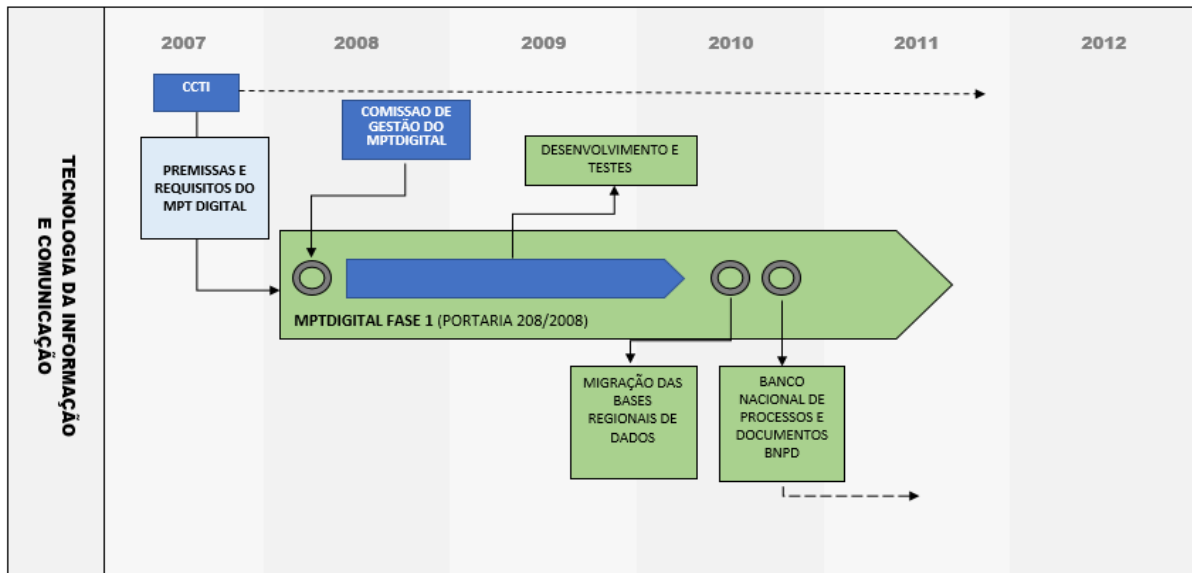 2007
2008
2009
2010
2011
2012
TECNOLOGIA DA INFORMAÇÃO
E COMUNICAÇÃO
CCTI
COMISSAO DE
GESTÃO DO
MPTDIGITAL
PREMISSAS E
REQUISITOS DO
MPT DIGITAL
DESENVOLVIMENTO E
TESTES
MPTDIGITAL FASE 1 (PORTARIA 208/2008)
MIGRAÇÃO DAS
BASES
REGIONAIS DE
DADOS
BANCO
NACIONAL DE
PROCESSOS E
DOCUMENTOS
BNPD